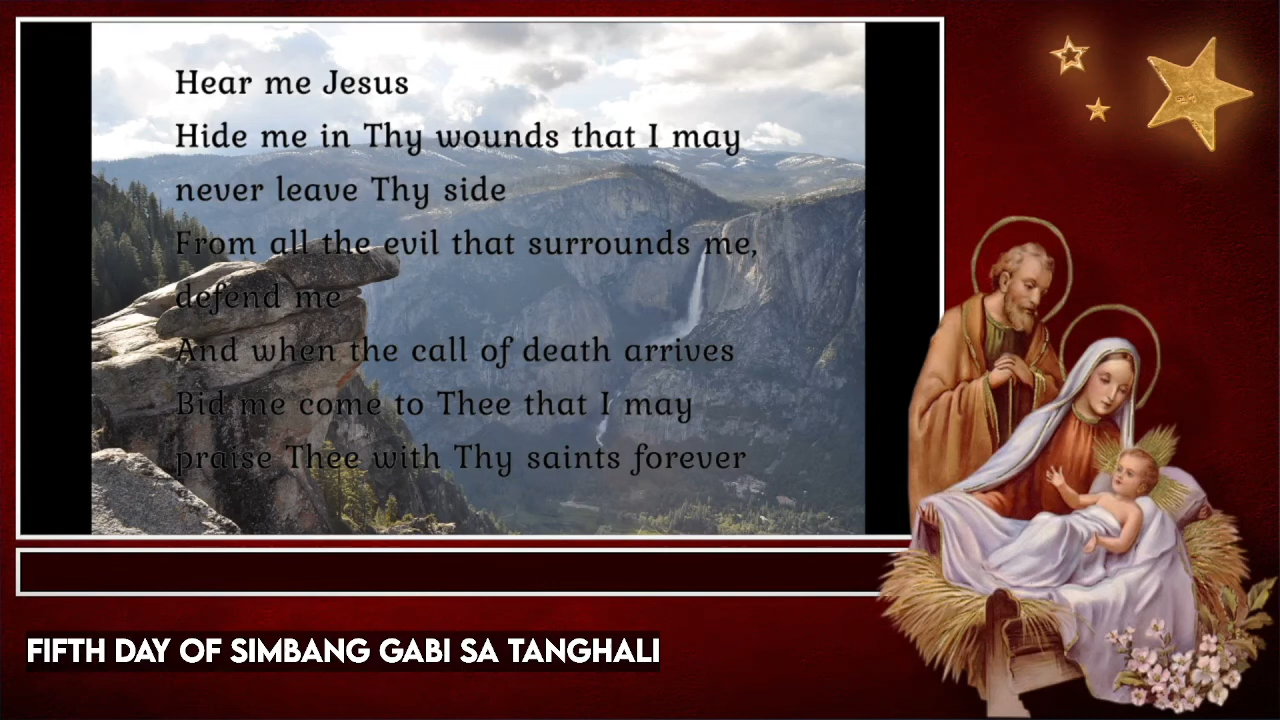 Hear me Jesus
Hide me in Thy wounds that I may
never leave Thy side
From all the evil that surrounds me,
defend me
And when the call of death arrives
Bid me come to Thee that I may
praise Thee with Thy saints forever
FIFTH DAY OF SIMBANG GABI SA TANGHALI